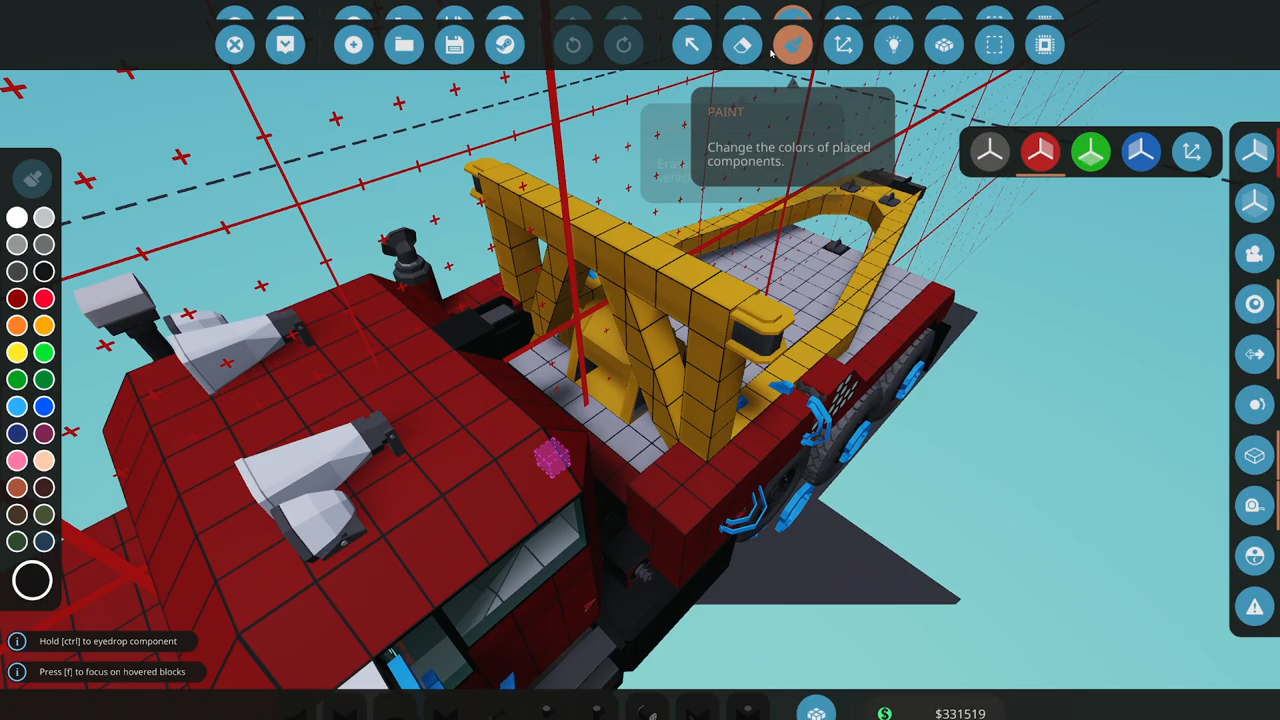 PAINT
Change the colors of placed
components.
Hold [ctrl] to eyedrop component
Press [f] to focus on hovered blocks
$331519